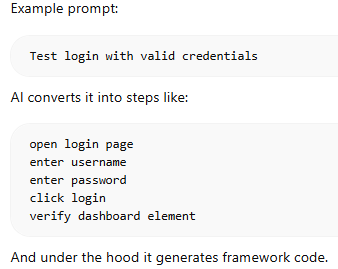 Example prompt:
Test login with valid credentials
AI converts it into steps like:
open login page
enter username
enter password
click login
verify dashboard element
And under the hood it generates framework code.